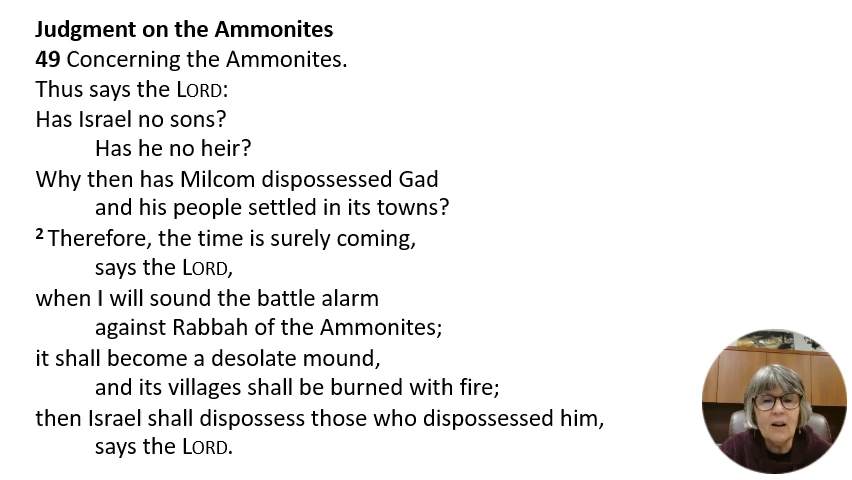 Judgment on the Ammonites
49 Concerning the Ammonites.
Thus says the LORD:
Has Israel no sons?
Has he no heir?
Why then has Milcom dispossessed Gad
and his people settled in its towns?
2 Therefore, the time is surely coming,
says the LORD,
when I will sound the battle alarm
against Rabbah of the Ammonites;
it shall become a desolate mound,
and its villages shall be burned with fire;
then Israel shall dispossess those who dispossessed him,
says the LORD.